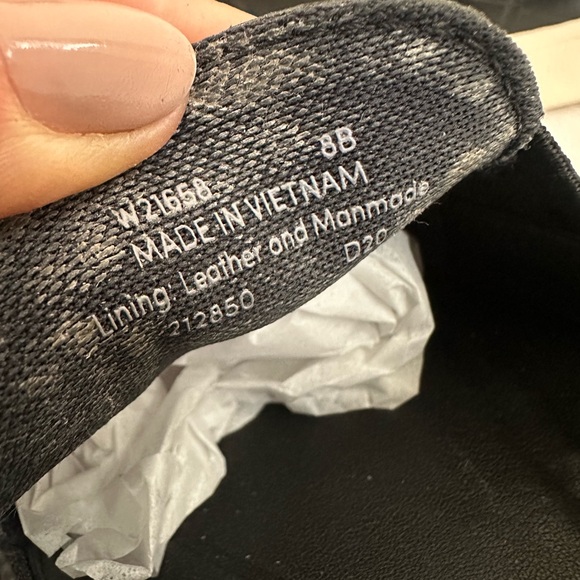 W21658 8B
MADE IN VIETNAM
Lining: Leather and Manmade
212850 D20